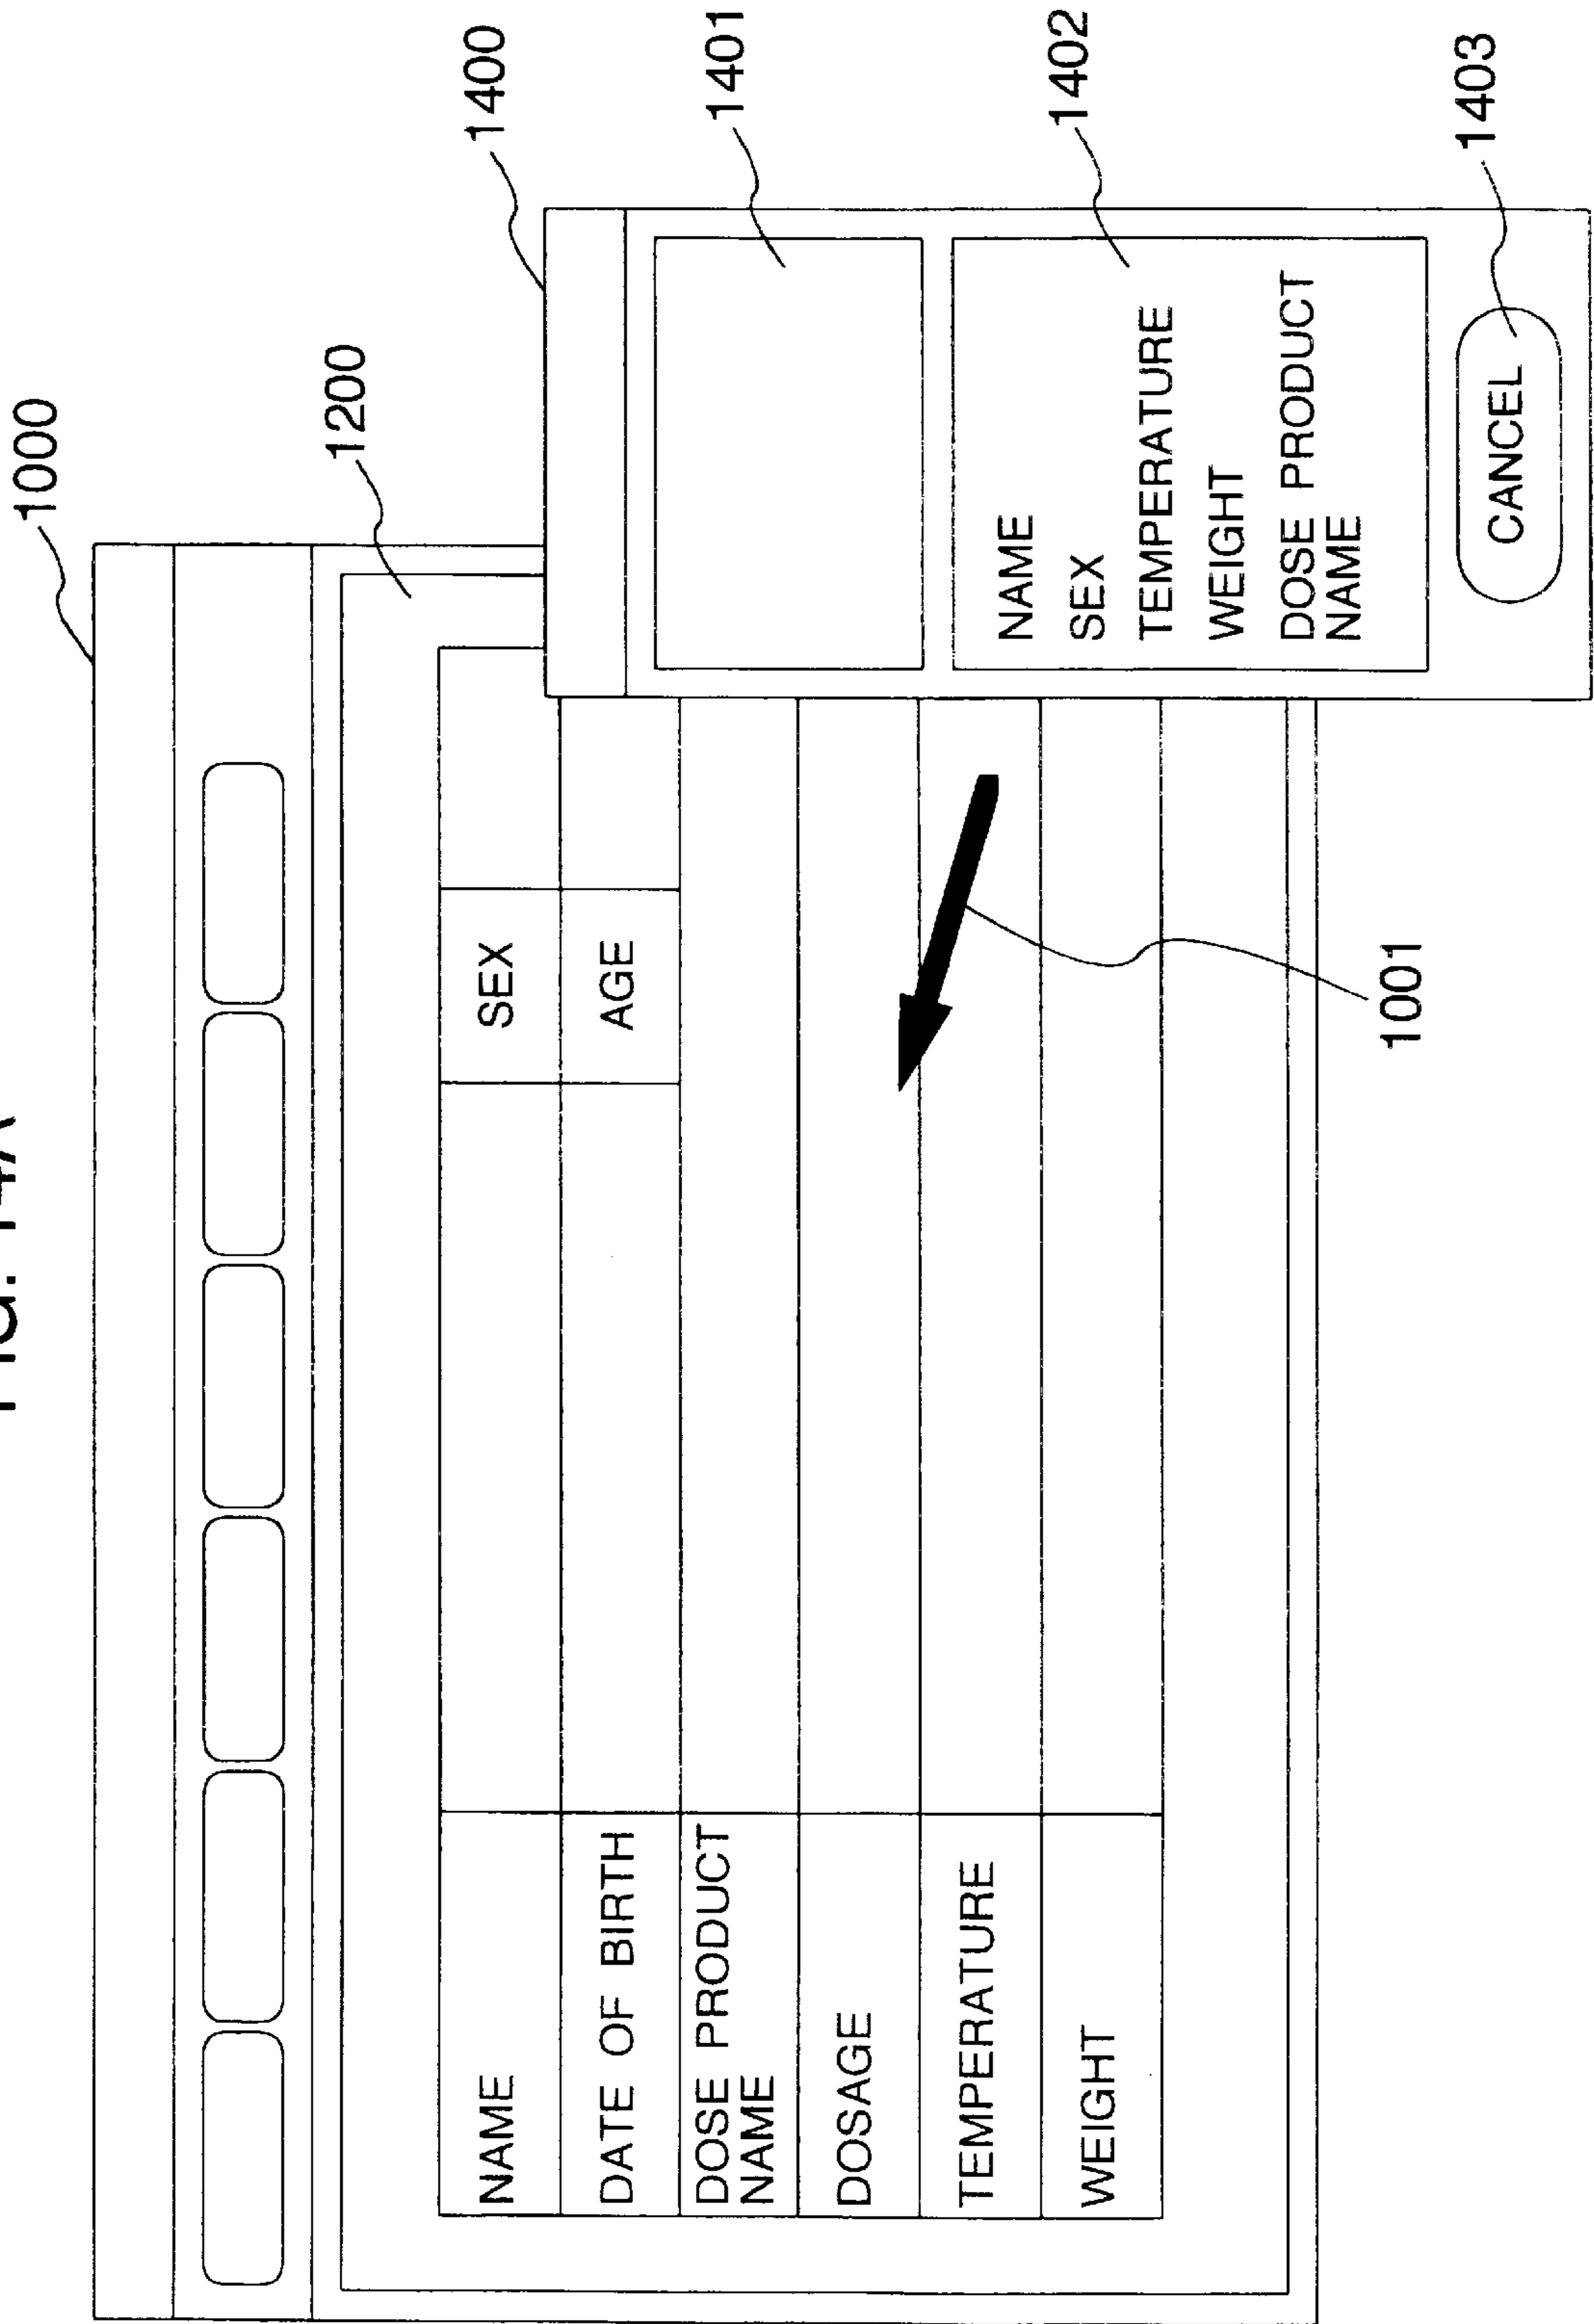 FIG. 14A
1000
1200
1400
1401
1402
1403
NAME
SEX
DATE OF BIRTH
AGE
DOSE PRODUCT
NAME
DOSAGE
TEMPERATURE
WEIGHT
1001
NAME
SEX
TEMPERATURE
WEIGHT
DOSE PRODUCT
NAME
CANCEL